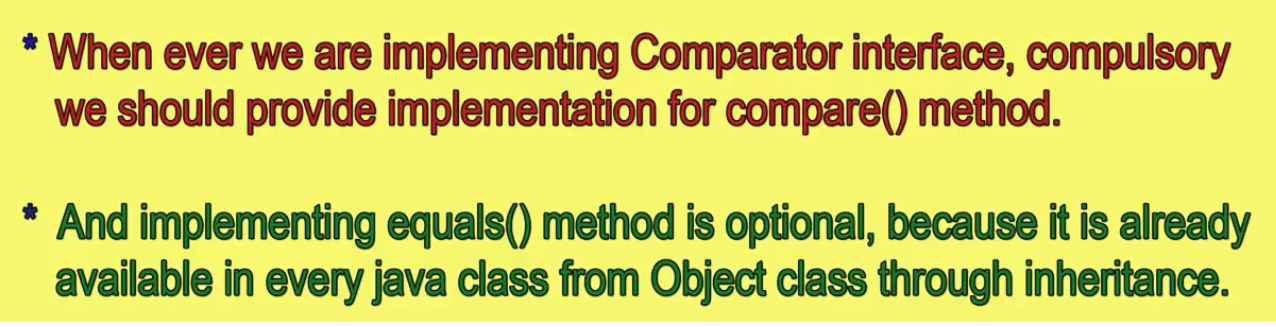 * When ever we are implementing Comparator interface, compulsory
we should provide implementation for compare() method.
* And implementing equals() method is optional, because it is already
available in every java class from Object class through inheritance.